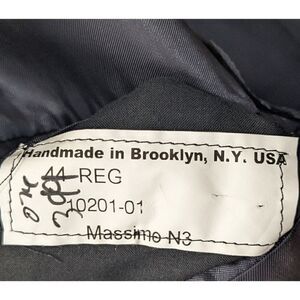 Handmade in Brooklyn, N.Y. USA
44 REG
10201-01
Massimo N3